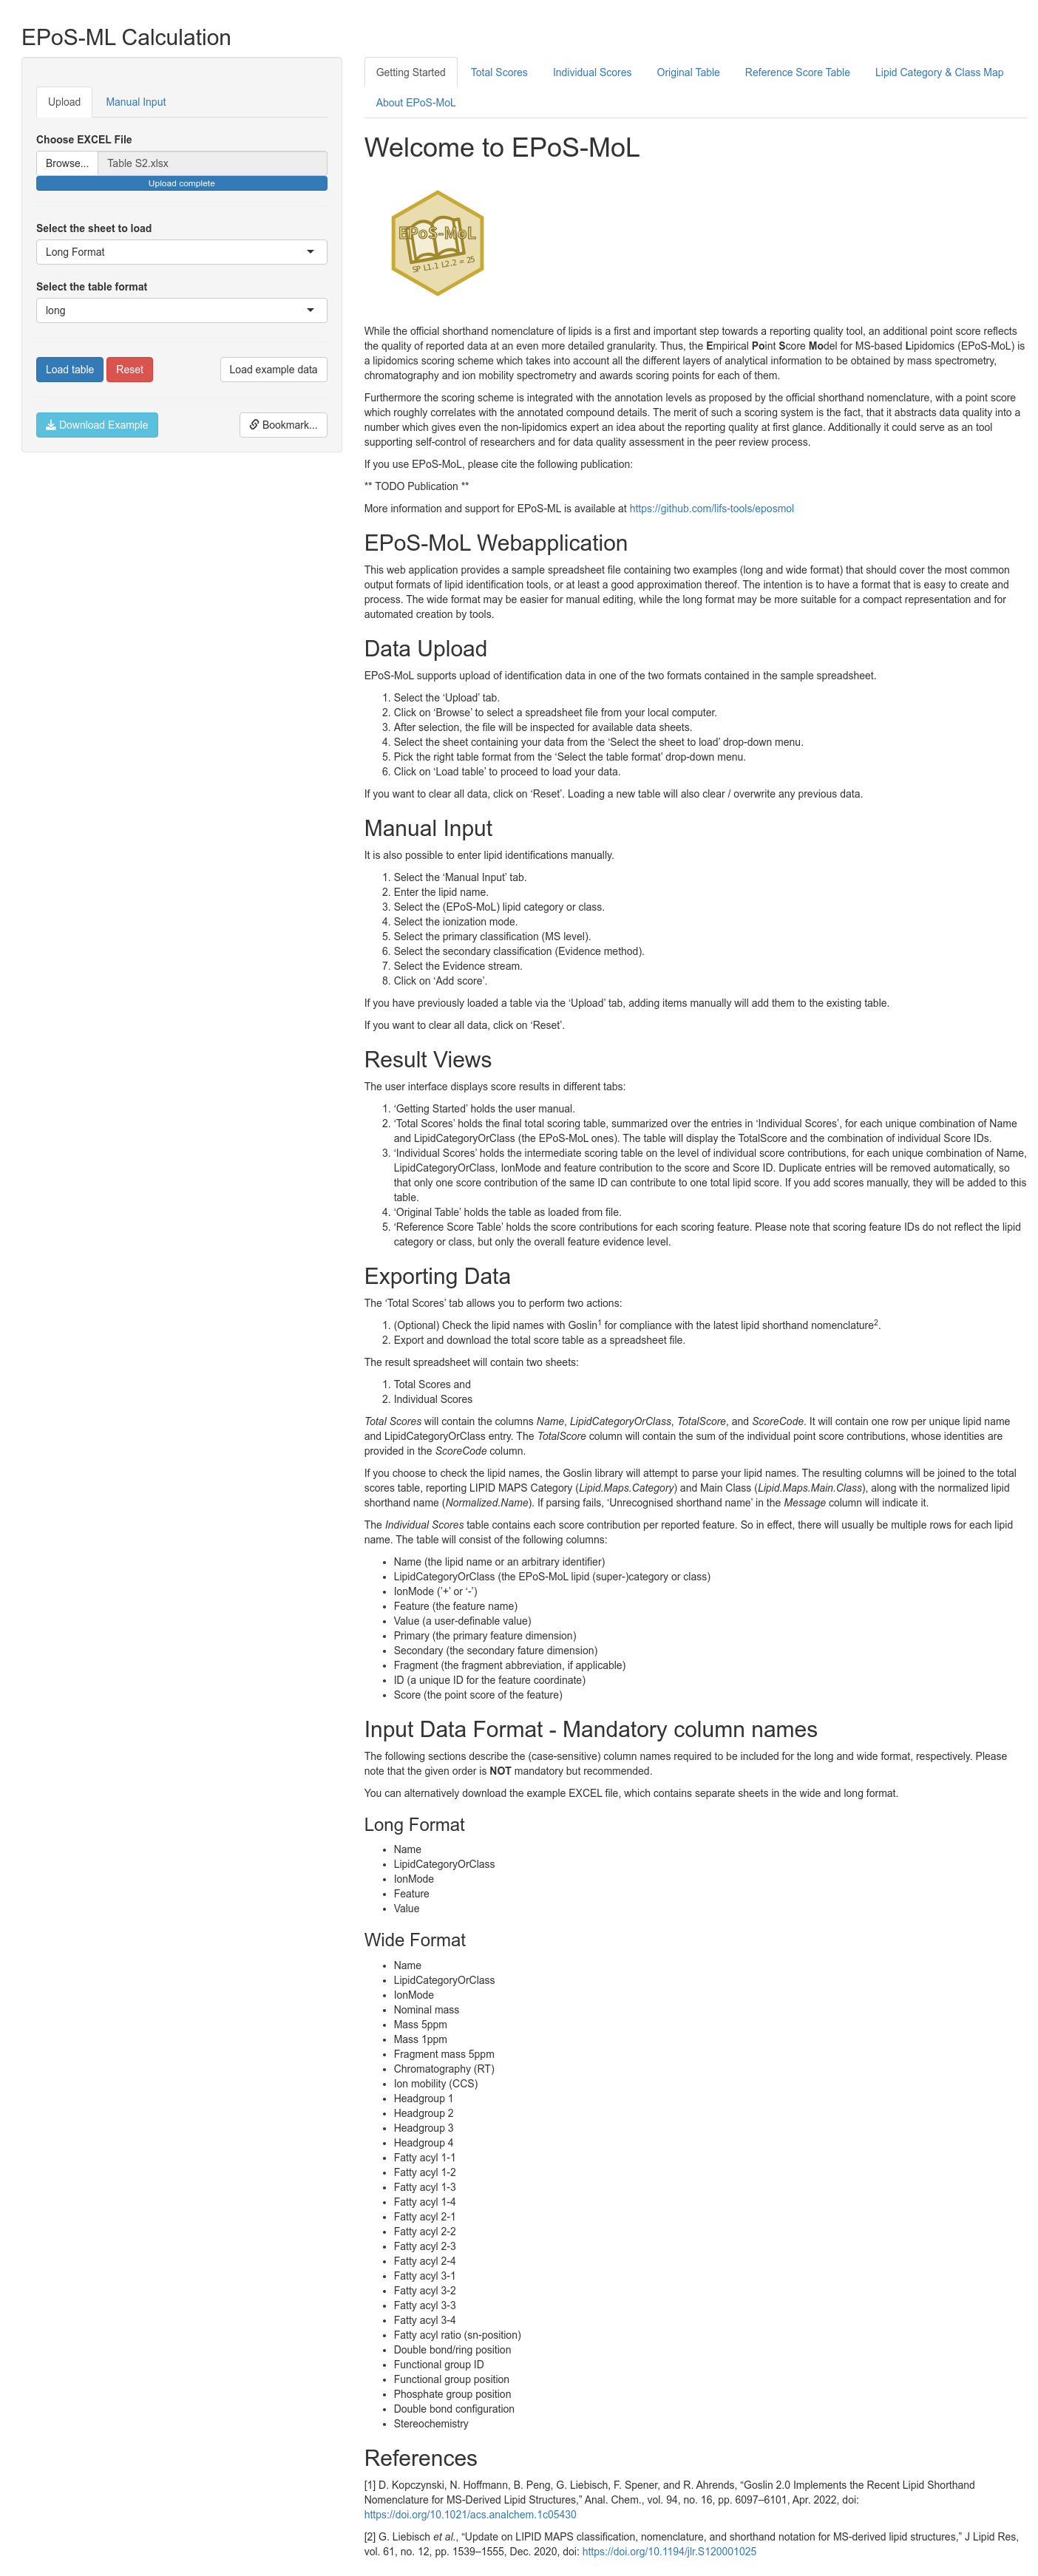 EPoS-ML Calculation
Upload
Manual Input
Choose EXCEL File
Browse...
Table S2.xlsx
Upload complete
Select the sheet to load
Long Format
Select the table format
long
Load table
Reset
Load example data
Download Example
Bookmark...
Getting Started
Total Scores
Individual Scores
Original Table
Reference Score Table
Lipid Category & Class Map
About EPoS-MoL
Welcome to EPoS-MoL
EPoS-MoL
SP L1.1 L2.2 = 25
While the official shorthand nomenclature of lipids is a first and important step towards a reporting quality tool, an additional point score reflects
the quality of reported data at an even more detailed granularity. Thus, the Empirical Point Score Model for MS-based Lipidomics (EPoS-MoL) is
a lipidomics scoring scheme which takes into account all the different layers of analytical information to be obtained by mass spectrometry,
chromatography and ion mobility spectrometry and awards scoring points for each of them.
Furthermore the scoring scheme is integrated with the annotation levels as proposed by the official shorthand nomenclature, with a point score
which roughly correlates with the annotated compound details. The merit of such a scoring system is the fact, that it abstracts data quality into a
number which gives even the non-lipidomics expert an idea about the reporting quality at first glance. Additionally it could serve as an tool
supporting self-control of researchers and for data quality assessment in the peer review process.
If you use EPoS-MoL, please cite the following publication:
** TODO Publication **
More information and support for EPoS-ML is available at https://github.com/lifs-tools/eposmol
EPoS-MoL Webapplication
This web application provides a sample spreadsheet file containing two examples (long and wide format) that should cover the most common
output formats of lipid identification tools, or at least a good approximation thereof. The intention is to have a format that is easy to create and
process. The wide format may be easier for manual editing, while the long format may be more suitable for a compact representation and for
automated creation by tools.
Data Upload
EPoS-MoL supports upload of identification data in one of the two formats contained in the sample spreadsheet.
1. Select the ‘Upload’ tab.
2. Click on ‘Browse’ to select a spreadsheet file from your local computer.
3. After selection, the file will be inspected for available data sheets.
4. Select the sheet containing your data from the ‘Select the sheet to load’ drop-down menu.
5. Pick the right table format from the ‘Select the table format’ drop-down menu.
6. Click on ‘Load table’ to proceed to load your data.
If you want to clear all data, click on ‘Reset’. Loading a new table will also clear / overwrite any previous data.
Manual Input
It is also possible to enter lipid identifications manually.
1. Select the ‘Manual Input’ tab.
2. Enter the lipid name.
3. Select the (EPoS-MoL) lipid category or class.
4. Select the ionization mode.
5. Select the primary classification (MS level).
6. Select the secondary classification (Evidence method).
7. Select the Evidence stream.
8. Click on ‘Add score’.
If you have previously loaded a table via the ‘Upload’ tab, adding items manually will add them to the existing table.
If you want to clear all data, click on ‘Reset’.
Result Views
The user interface displays score results in different tabs:
1. ‘Getting Started’ holds the user manual.
2. ‘Total Scores’ holds the final total scoring table, summarized over the entries in ‘Individual Scores’, for each unique combination of Name
and LipidCategoryOrClass (the EPoS-MoL ones). The table will display the TotalScore and the combination of individual Score IDs.
3. ‘Individual Scores’ holds the intermediate scoring table on the level of individual score contributions, for each unique combination of Name,
LipidCategoryOrClass, IonMode and feature contribution to the score and Score ID. Duplicate entries will be removed automatically, so
that only one score contribution of the same ID can contribute to one total lipid score. If you add scores manually, they will be added to this
table.
4. ‘Original Table’ holds the table as loaded from file.
5. ‘Reference Score Table’ holds the score contributions for each scoring feature. Please note that scoring feature IDs do not reflect the lipid
category or class, but only the overall feature evidence level.
Exporting Data
The ‘Total Scores’ tab allows you to perform two actions:
1. (Optional) Check the lipid names with Goslin1 for compliance with the latest lipid shorthand nomenclature2.
2. Export and download the total score table as a spreadsheet file.
The result spreadsheet will contain two sheets:
1. Total Scores and
2. Individual Scores
Total Scores will contain the columns Name, LipidCategoryOrClass, TotalScore, and ScoreCode. It will contain one row per unique lipid name
and LipidCategoryOrClass entry. The TotalScore column will contain the sum of the individual point score contributions, whose identities are
provided in the ScoreCode column.
If you choose to check the lipid names, the Goslin library will attempt to parse your lipid names. The resulting columns will be joined to the total
scores table, reporting LIPID MAPS Category (Lipid.Maps.Category) and Main Class (Lipid.Maps.Main.Class), along with the normalized lipid
shorthand name (Normalized.Name). If parsing fails, ‘Unrecognised shorthand name’ in the Message column will indicate it.
The Individual Scores table contains each score contribution per reported feature. So in effect, there will usually be multiple rows for each lipid
name. The table will consist of the following columns:
• Name (the lipid name or an arbitrary identifier)
• LipidCategoryOrClass (the EPoS-MoL lipid (super-)category or class)
• IonMode (’+’ or ‘-’)
• Feature (the feature name)
• Value (a user-definable value)
• Primary (the primary feature dimension)
• Secondary (the secondary fature dimension)
• Fragment (the fragment abbreviation, if applicable)
• ID (a unique ID for the feature coordinate)
• Score (the point score of the feature)
Input Data Format - Mandatory column names
The following sections describe the (case-sensitive) column names required to be included for the long and wide format, respectively. Please
note that the given order is NOT mandatory but recommended.
You can alternatively download the example EXCEL file, which contains separate sheets in the wide and long format.
Long Format
• Name
• LipidCategoryOrClass
• IonMode
• Feature
• Value
Wide Format
• Name
• LipidCategoryOrClass
• IonMode
• Nominal mass
• Mass 5ppm
• Mass 1ppm
• Fragment mass 5ppm
• Chromatography (RT)
• Ion mobility (CCS)
• Headgroup 1
• Headgroup 2
• Headgroup 3
• Headgroup 4
• Fatty acyl 1-1
• Fatty acyl 1-2
• Fatty acyl 1-3
• Fatty acyl 1-4
• Fatty acyl 2-1
• Fatty acyl 2-2
• Fatty acyl 2-3
• Fatty acyl 2-4
• Fatty acyl 3-1
• Fatty acyl 3-2
• Fatty acyl 3-3
• Fatty acyl 3-4
• Fatty acyl ratio (sn-position)
• Double bond/ring position
• Functional group ID
• Functional group position
• Phosphate group position
• Double bond configuration
• Stereochemistry
References
[1] D. Kopczynski, N. Hoffmann, B. Peng, G. Liebisch, F. Spener, and R. Ahrends, “Goslin 2.0 Implements the Recent Lipid Shorthand
Nomenclature for MS-Derived Lipid Structures,” Anal. Chem., vol. 94, no. 16, pp. 6097–6101, Apr. 2022, doi:
https://doi.org/10.1021/acs.analchem.1c05430
[2] G. Liebisch et al., “Update on LIPID MAPS classification, nomenclature, and shorthand notation for MS-derived lipid structures,” J Lipid Res,
vol. 61, no. 12, pp. 1539–1555, Dec. 2020, doi: https://doi.org/10.1194/jlr.S120001025